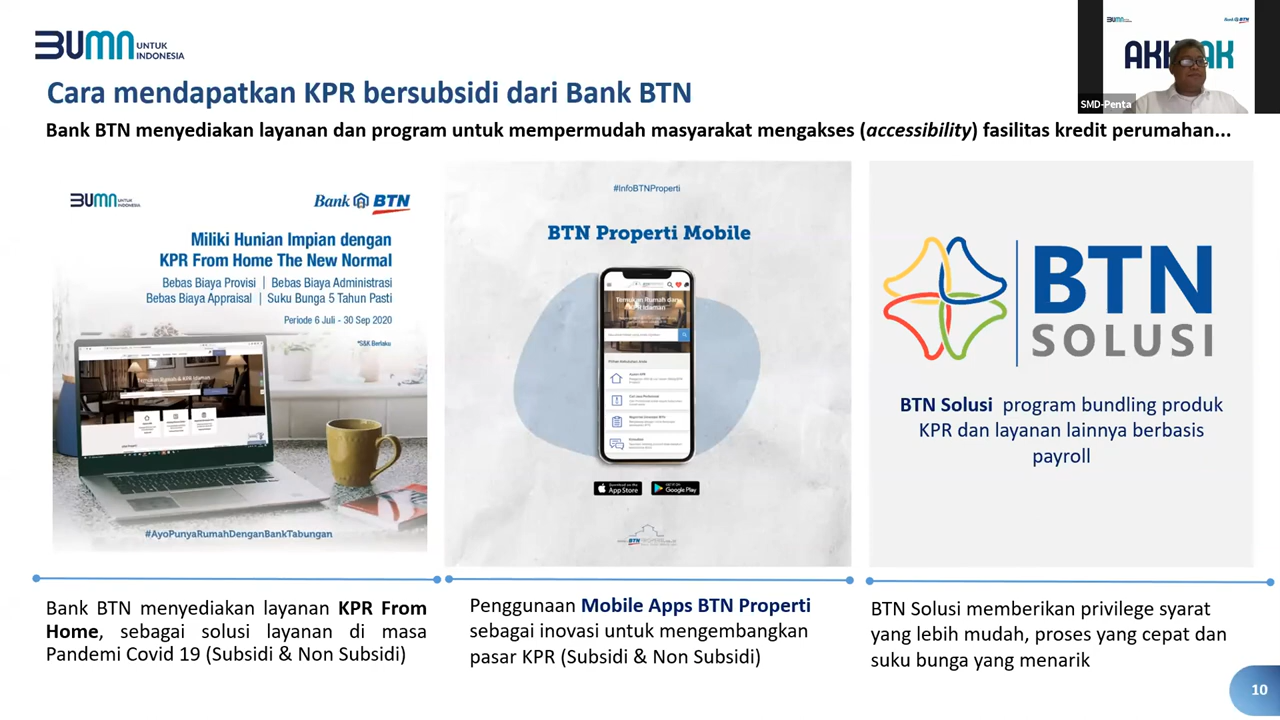 BUMN UNTUK
INDONESIA
Cara mendapatkan KPR bersubsidi dari Bank BTN
Bank BTN menyediakan layanan dan program untuk mempermudah masyarakat mengakses (accessibility) fasilitas kredit perumahan...
SMD-Penta
BUMN UNTUK
INDONESIA
Bank BTN
Miliki Hunian Impian dengan
KPR From Home The New Normal
Bebas Biaya Provisi | Bebas Biaya Administrasi
Bebas Biaya Appraisal | Suku Bunga 5 Tahun Pasti
Periode 6 Juli - 30 Sep 2020
*S&K Berlaku
#AyoPunyaRumahDenganBankTabungan
#InfoBTNProperti
BTN Properti Mobile
Temukan Rumah dan
App Store
Google Play
BTN
SOLUSI
BTN Solusi program bundling produk
KPR dan layanan lainnya berbasis
payroll
Bank BTN menyediakan layanan KPR From
Home, sebagai solusi layanan di masa
Pandemi Covid 19 (Subsidi & Non Subsidi)
Penggunaan Mobile Apps BTN Properti
sebagai inovasi untuk mengembangkan
pasar KPR (Subsidi & Non Subsidi)
BTN Solusi memberikan privilege syarat
yang lebih mudah, proses yang cepat dan
suku bunga yang menarik
10